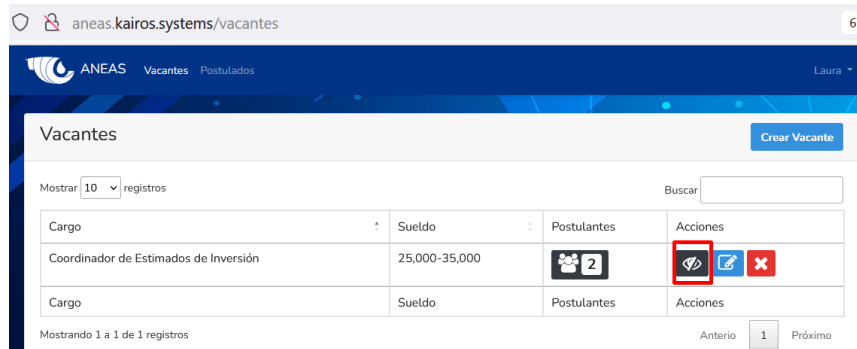 aneas.kairos.systems/vacantes 6
ANEAS Vacantes Postulados Laura
Vacantes Crear Vacante
Mostrar 10 registros Buscar
Cargo Sueldo Postulantes Acciones
Coordinador de Estimados de Inversión 25,000-35,000 2
Cargo Sueldo Postulantes Acciones
Mostrando 1 a 1 de 1 registros Anterio 1 Próximo